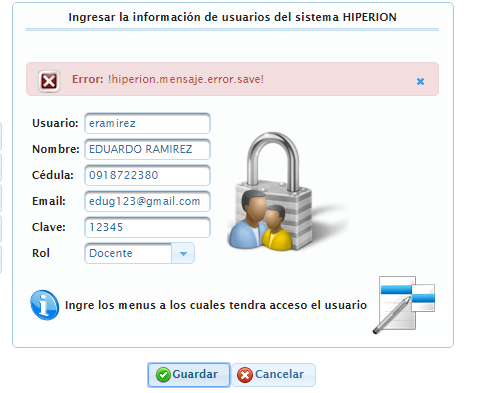 Ingresar la información de usuarios del sistema HIPERION
Error: !hiperion.mensaje.error.save!
Usuario: eramirez
Nombre: EDUARDO RAMIREZ
Cédula: 0918722380
Email: edug123@gmail.com
Clave: 12345
Rol Docente
Ingre los menus a los cuales tendra acceso el usuario
Guardar Cancelar